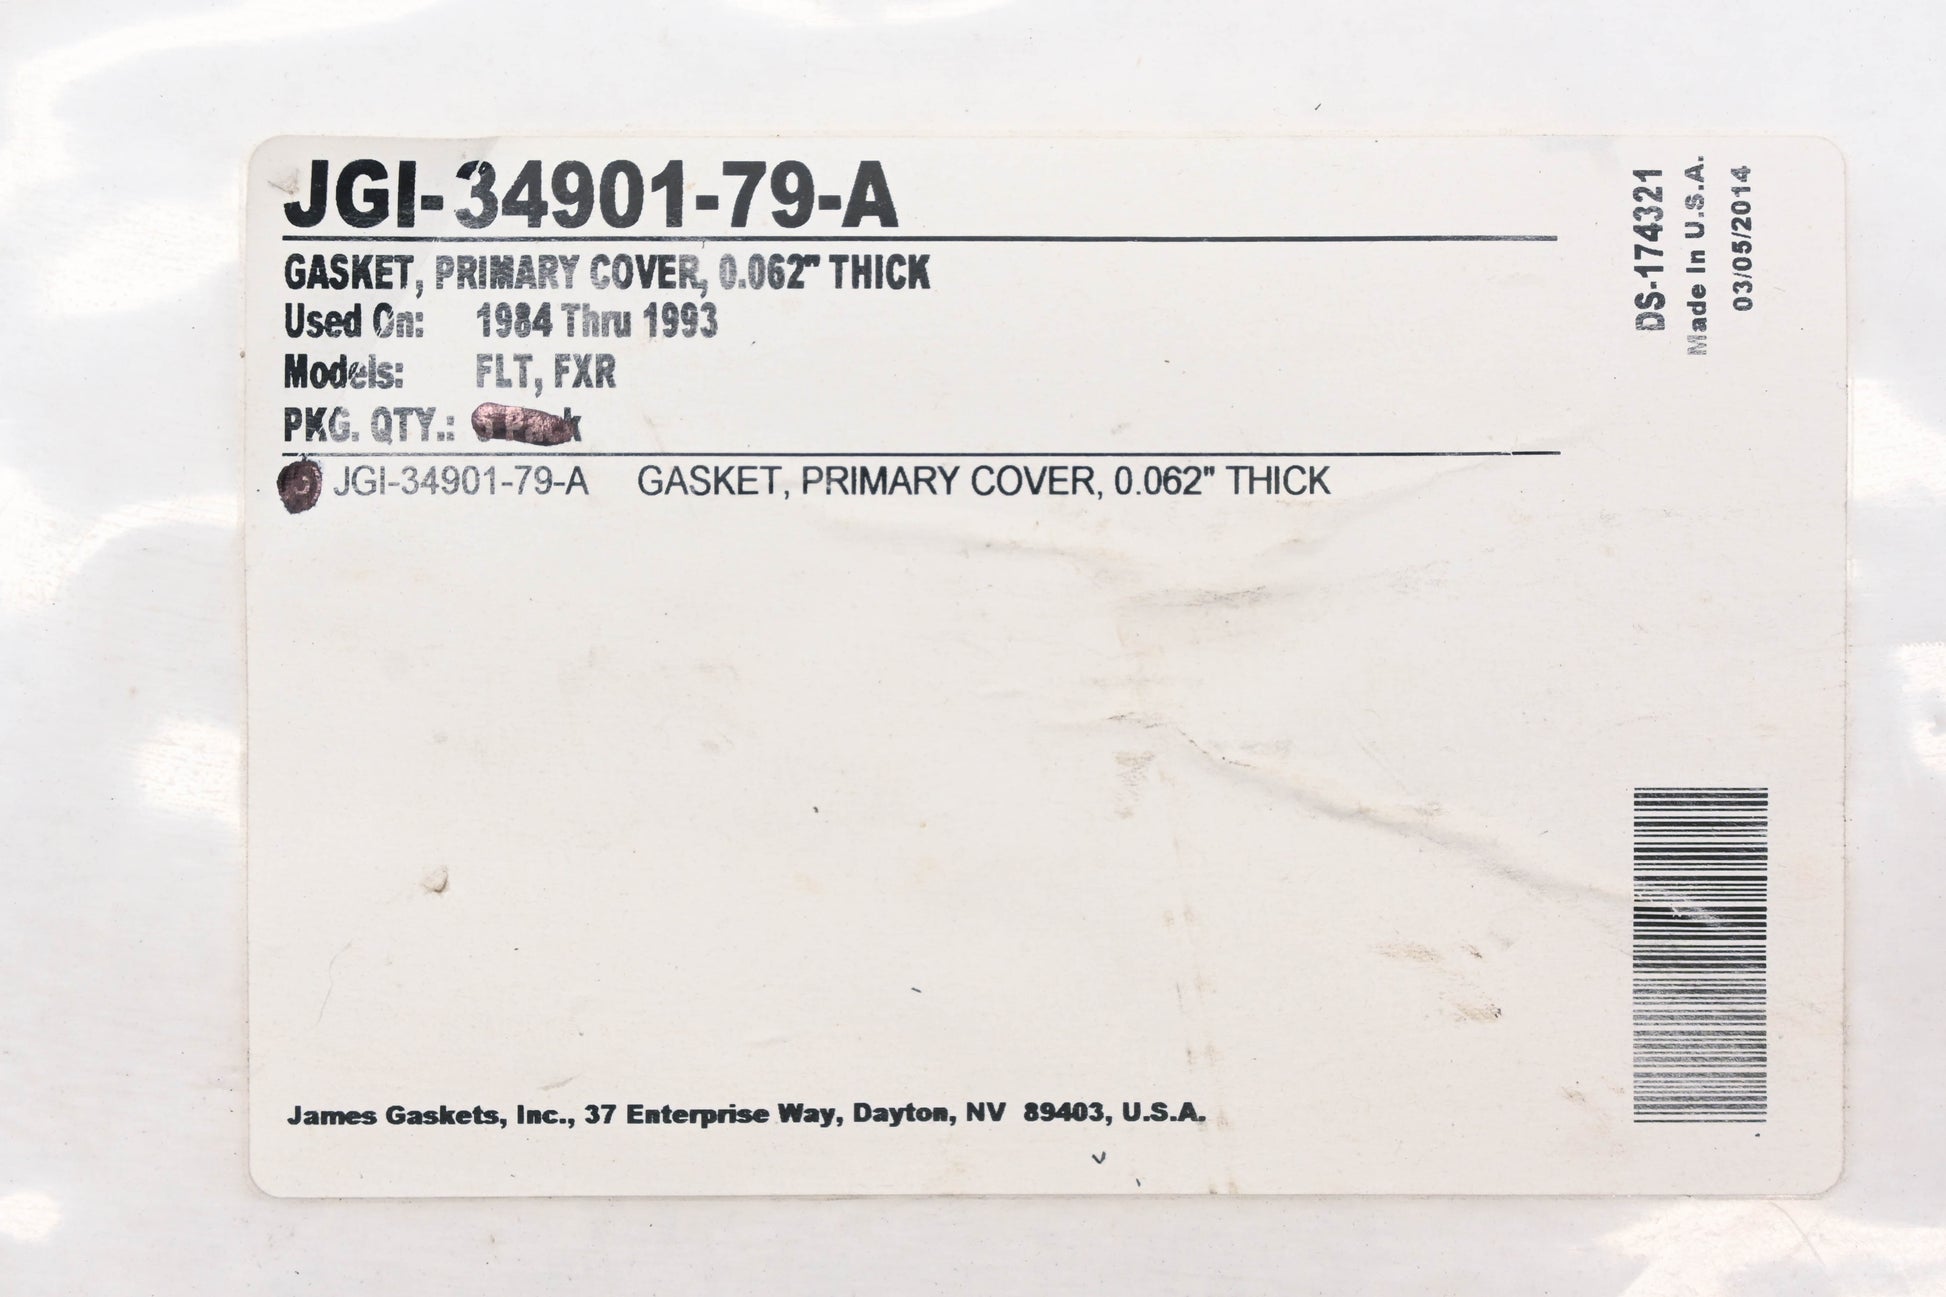 JGI-34901-79-A
GASKET, PRIMARY COVER, 0.062" THICK
Used On: 1984 Thru 1993
Models: FLT, FXR
PKG. QTY.: Pack
JGI-34901-79-A GASKET, PRIMARY COVER, 0.062" THICK
James Gaskets, Inc., 37 Enterprise Way, Dayton, NV 89403, U.S.A.
DS-174321
Made In U.S.A.
03/05/2014